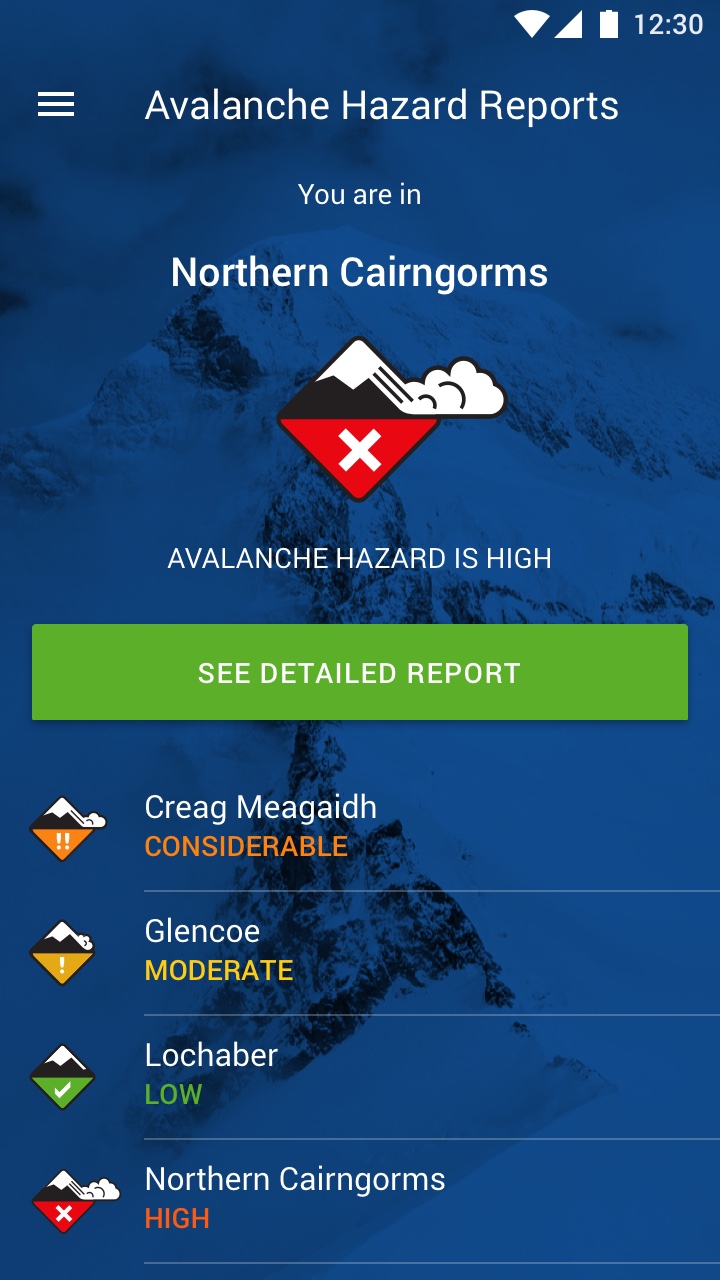 12:30
Avalanche Hazard Reports
You are in
Northern Cairngorms
AVALANCHE HAZARD IS HIGH
SEE DETAILED REPORT
Creag Meagaidh
CONSIDERABLE
!!
Glencoe
MODERATE
!
Lochaber
LOW
Northern Cairngorms
HIGH